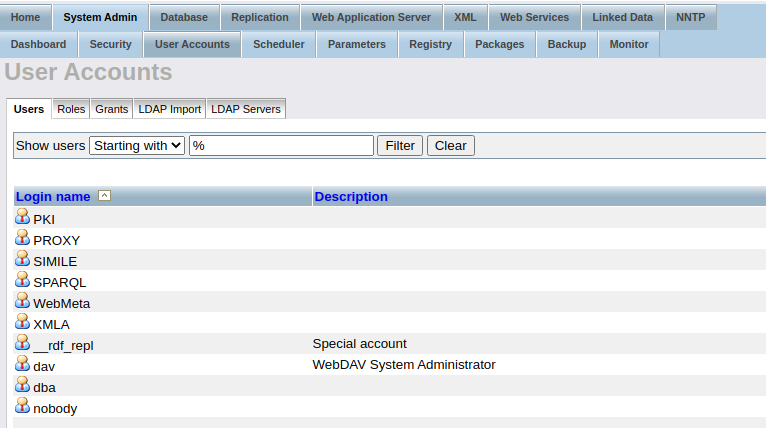 Home System Admin Database Replication Web Application Server XML Web Services Linked Data NNTP
Dashboard Security User Accounts Scheduler Parameters Registry Packages Backup Monitor
User Accounts
Users Roles Grants LDAP Import LDAP Servers
Show users Starting with % Filter Clear
Login name Description
PKI
PROXY
SIMILE
SPARQL
WebMeta
XMLA
__rdf_repl Special account
dav WebDAV System Administrator
dba
nobody